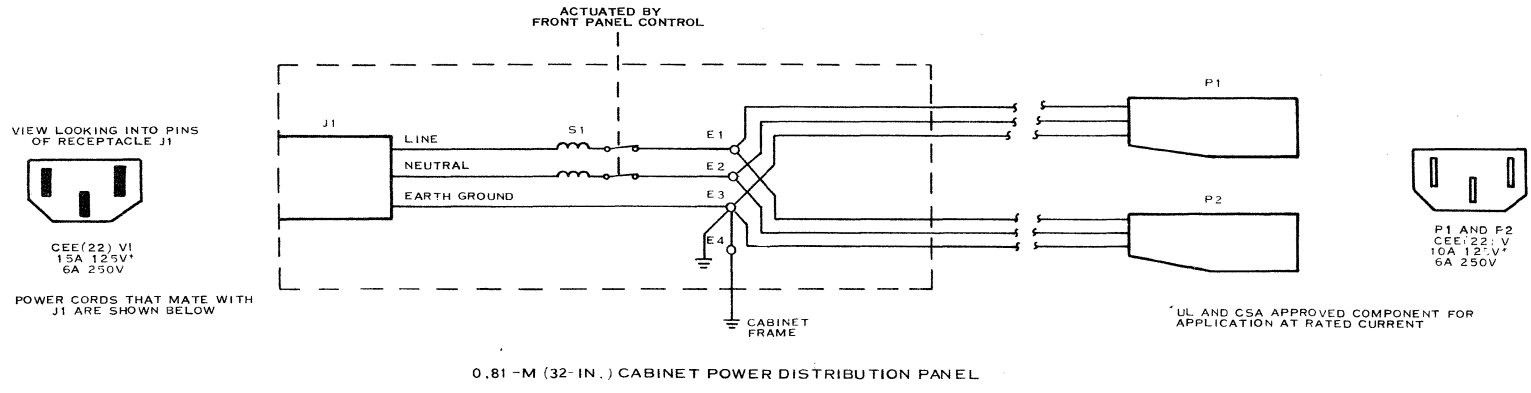 ACTUATED BY
FRONT PANEL CONTROL
P1
J1
S1
E1
LINE
VIEW LOOKING INTO PINS
OF RECEPTACLE J1
NEUTRAL
E2
EARTH GROUND
E3
P2
E4
CEE(22) VI
15A 125V*
6A 250V
P1 AND P2
CEE(22) V
10A 125V*
6A 250V
POWER CORDS THAT MATE WITH
J1 ARE SHOWN BELOW
CABINET
FRAME
*UL AND CSA APPROVED COMPONENT FOR
APPLICATION AT RATED CURRENT
0.81-M (32-IN.) CABINET POWER DISTRIBUTION PANEL